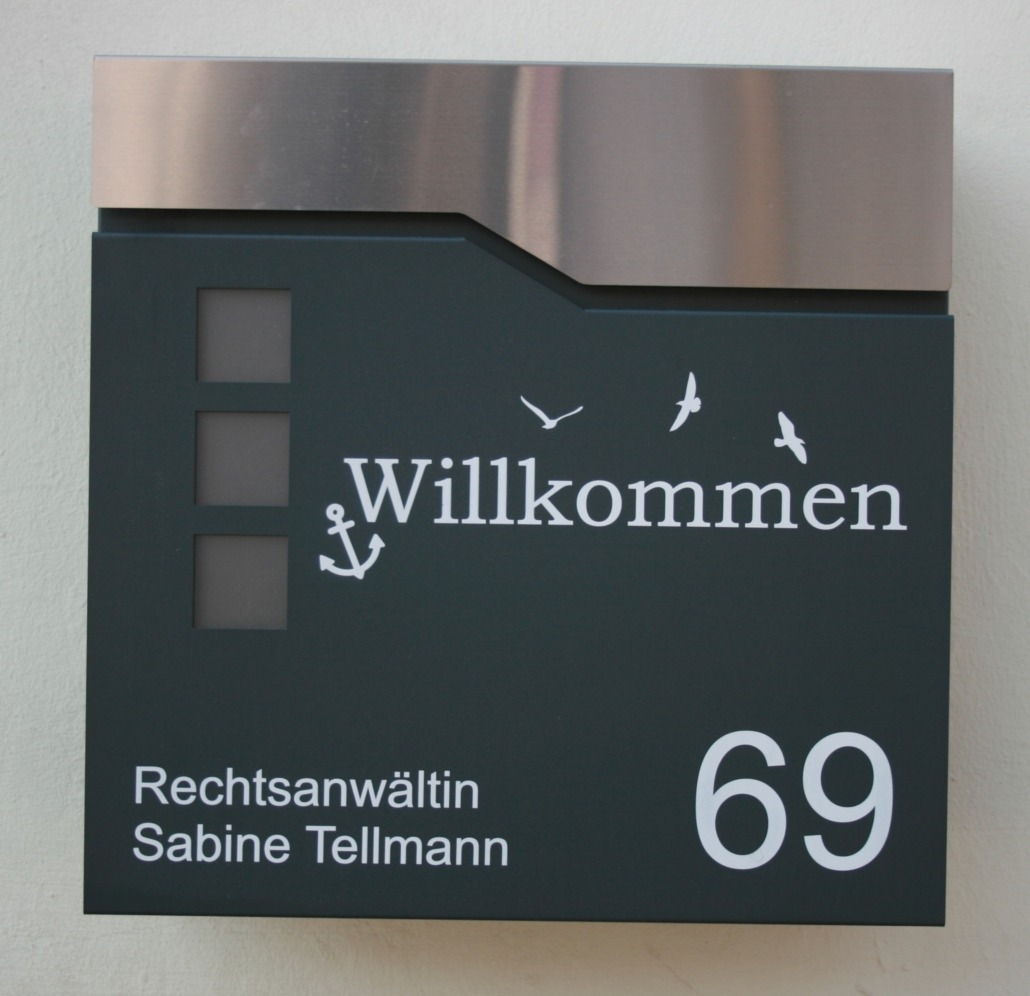 Willkommen
Rechtsanwältin
Sabine Tellmann
69